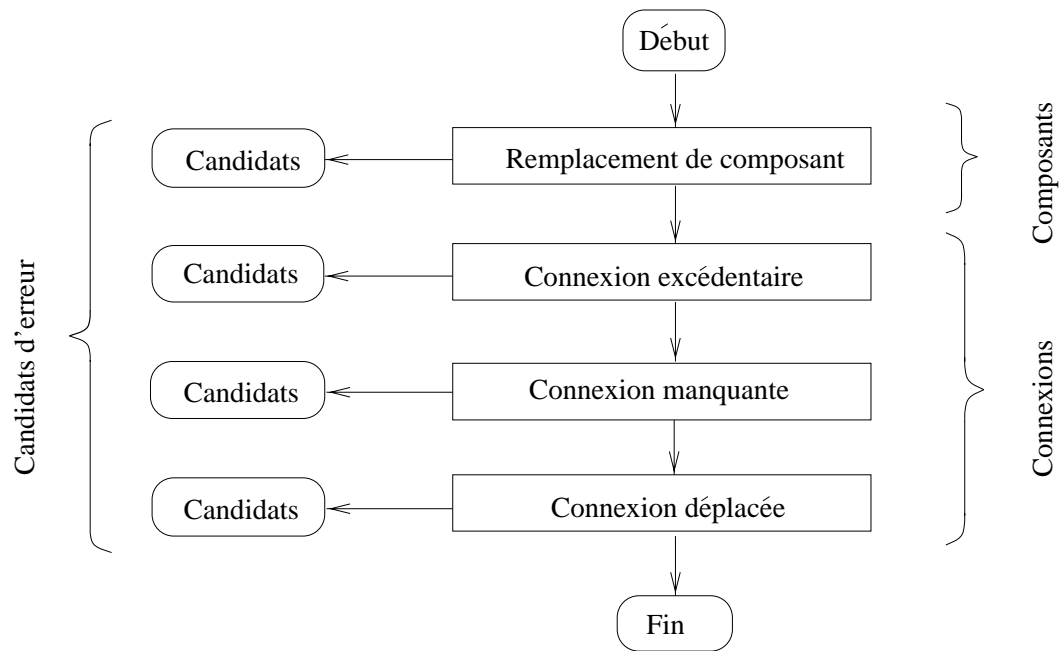 Début
Candidats
Remplacement de composant
Composants
Candidats
Connexion excédentaire
Candidats d'erreur
Candidats
Connexion manquante
Connexions
Candidats
Connexion déplacée
Fin